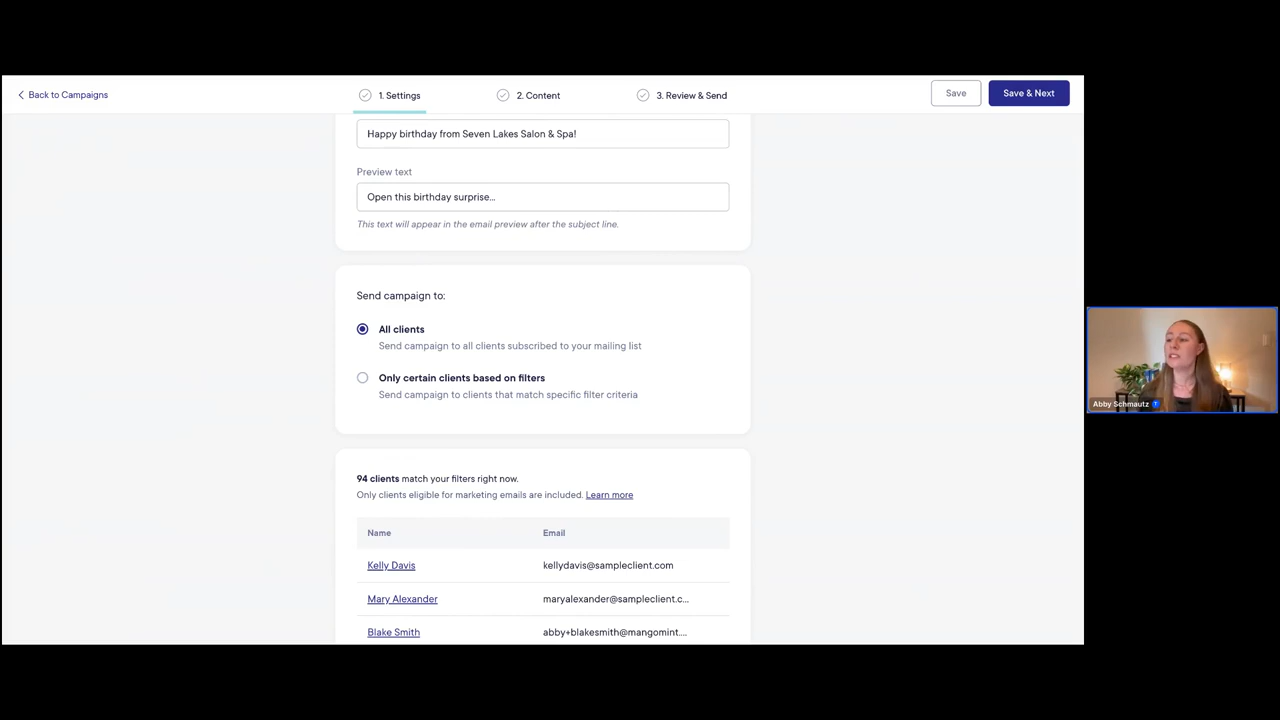 Back to Campaigns
1. Settings
2. Content
3. Review & Send
Save
Save & Next
Happy birthday from Seven Lakes Salon & Spa!
Preview text
Open this birthday surprise...
This text will appear in the email preview after the subject line.
Send campaign to:
All clients
Send campaign to all clients subscribed to your mailing list
Only certain clients based on filters
Send campaign to clients that match specific filter criteria
94 clients match your filters right now.
Only clients eligible for marketing emails are included. Learn more
Name Email
Kelly Davis kellydavis@sampleclient.com
Mary Alexander maryalexander@sampleclient.c...
Blake Smith abby+blakesmith@mangomint....
Abby Schmautz